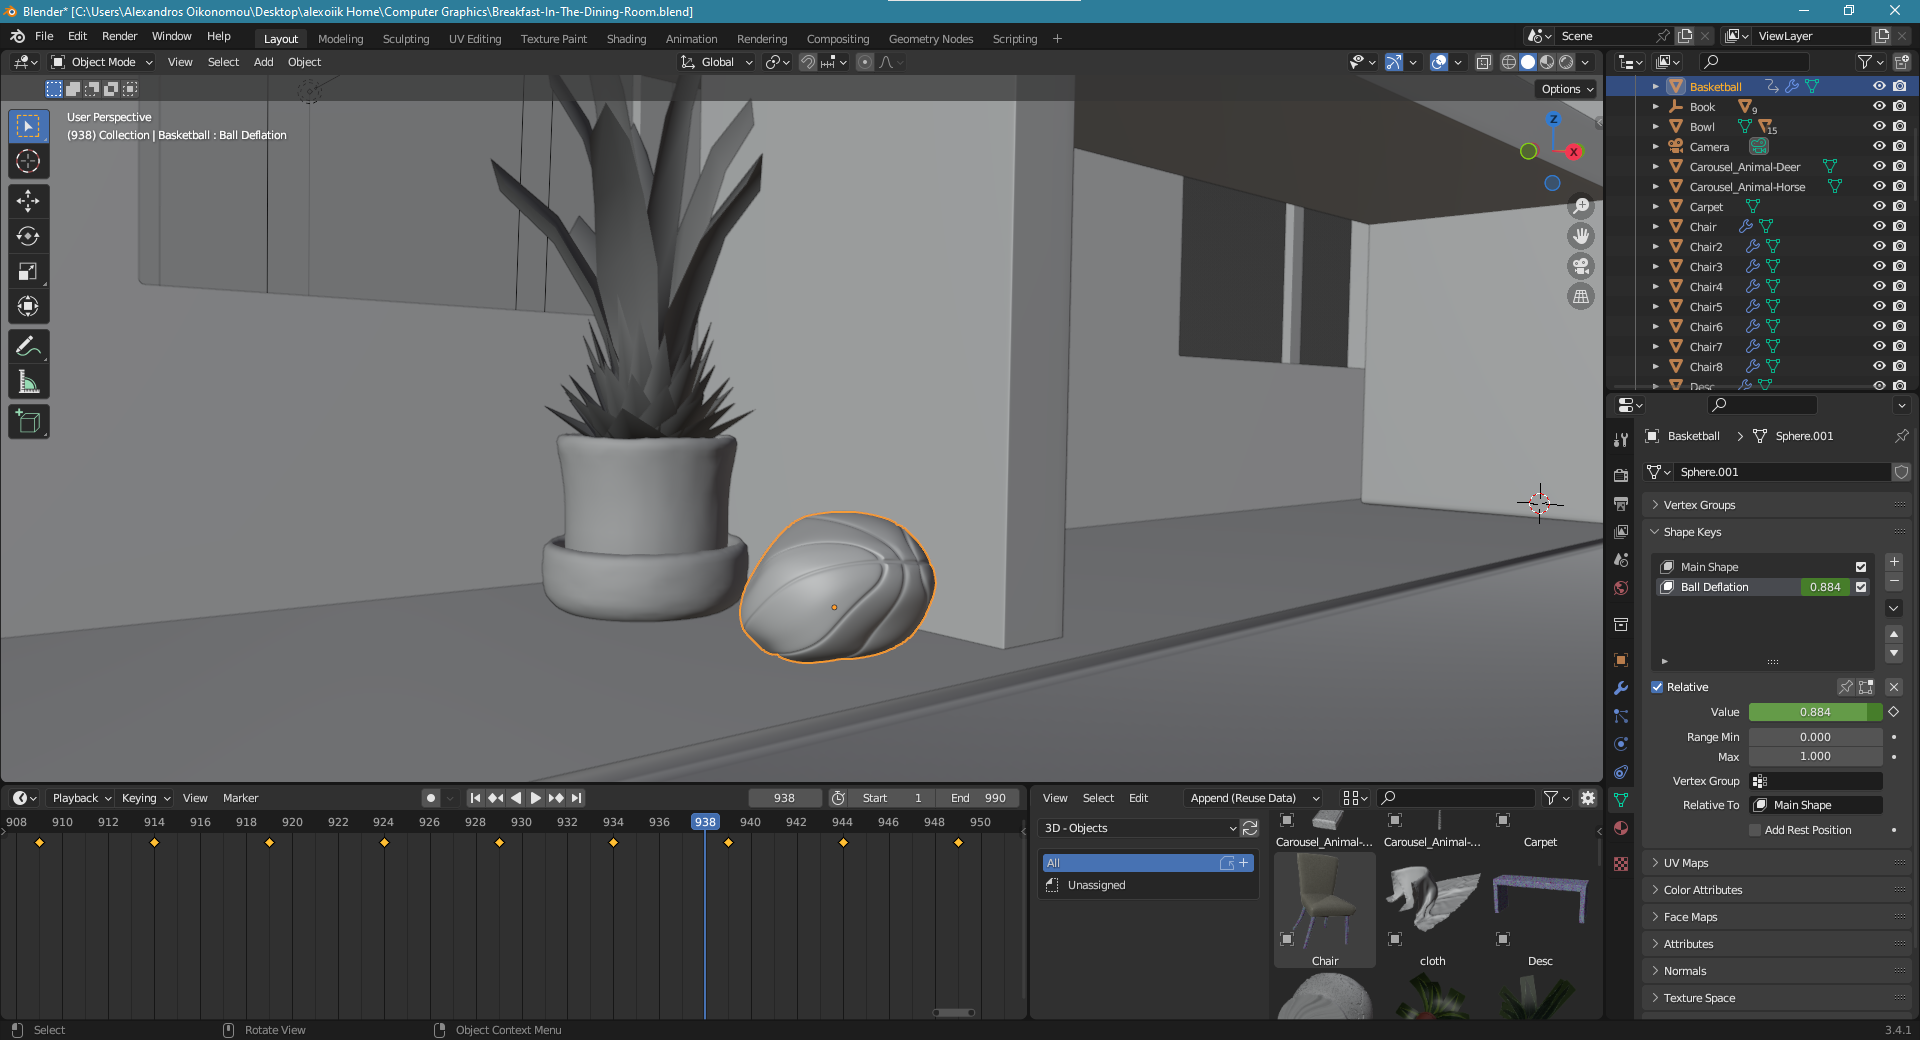 Blender* [C:\Users\Alexandros Oikonomou\Desktop\alexoiik Home\Computer Graphics\Breakfast-In-The-Dining-Room.blend]
File Edit Render Window Help Layout Modeling Sculpting UV Editing Texture Paint Shading Animation Rendering Compositing Geometry Nodes Scripting + Scene ViewLayer
Object Mode View Select Add Object Global
Options
User Perspective
(938) Collection | Basketball : Ball Deflation
Z
X
Basketball
Book 9
Bowl 15
Camera
Carousel_Animal-Deer
Carousel_Animal-Horse
Carpet
Chair
Chair2
Chair3
Chair4
Chair5
Chair6
Chair7
Chair8
Desc
Basketball > Sphere.001
Sphere.001
Vertex Groups
Shape Keys
Main Shape
Ball Deflation 0.884
Relative
Value 0.884
Range Min 0.000
Max 1.000
Vertex Group
Relative To Main Shape
Add Rest Position
UV Maps
Color Attributes
Face Maps
Attributes
Normals
Texture Space
Playback Keying View Marker 938 Start 1 End 990
908 910 912 914 916 918 920 922 924 926 928 930 932 934 936 938 940 942 944 946 948 950
View Select Edit Append (Reuse Data)
3D - Objects
All
Unassigned
Carousel_Animal-... Carousel_Animal-... Carpet
Chair cloth Desc
Select Rotate View Object Context Menu 3.4.1